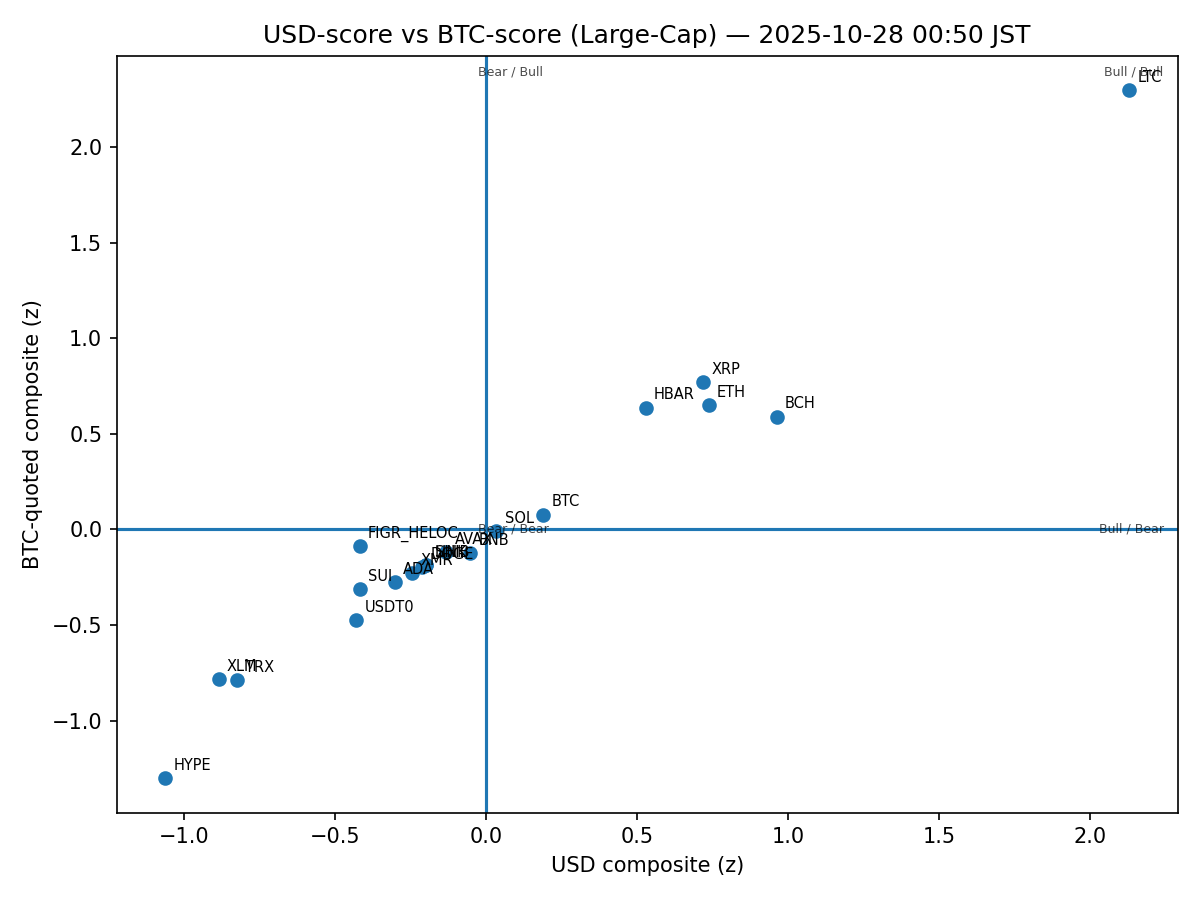 USD-score vs BTC-score (Large-Cap) — 2025-10-28 00:50 JST
Bear / Bull
Bull / Bull
LTC
2.0
1.5
1.0
XRP
ETH
HBAR
BCH
0.5
BTC
SOL
0.0
Bear / Bear
Bull / Bear
FIGR_HELOC
AVAX
BNB
XMR
ADA
SUI
−0.5
USDT0
XLM
TRX
−1.0
HYPE
−1.0
−0.5
0.0
0.5
1.0
1.5
2.0
USD composite (z)
BTC-quoted composite (z)